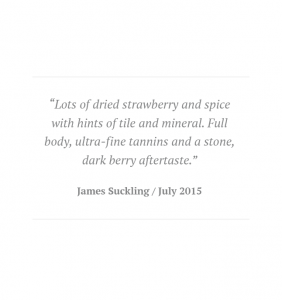 “Lots of dried strawberry and spice
with hints of tile and mineral. Full
body, ultra-fine tannins and a stone,
dark berry aftertaste.”
James Suckling / July 2015